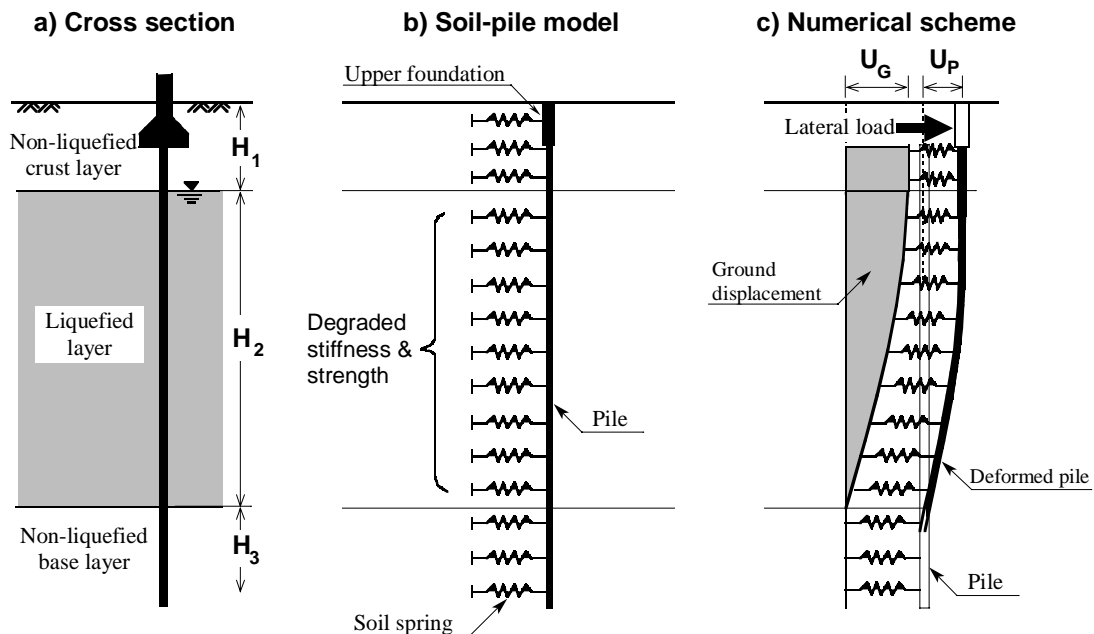 a) Cross section
Non-liquefied
crust layer
H1
Liquefied
layer
H2
Non-liquefied
base layer
H3
b) Soil-pile model
Upper foundation
Degraded
stiffness &
strength
Pile
Soil spring
c) Numerical scheme
UG
UP
Lateral load
Ground
displacement
Deformed pile
Pile